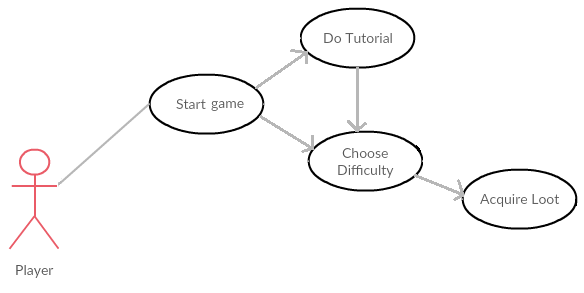 Do Tutorial
Start game
Choose
Difficulty
Acquire Loot
Player